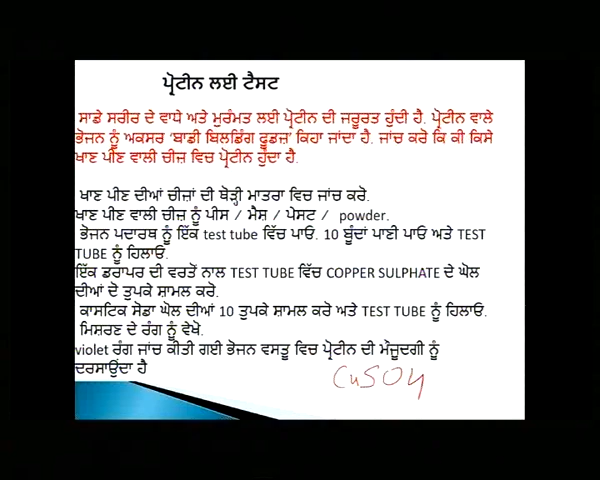 ਪ੍ਰੋਟੀਨ ਲਈ ਟੈਸਟ
ਸਾਡੇ ਸਰੀਰ ਦੇ ਵਾਧੇ ਅਤੇ ਮੁਰੰਮਤ ਲਈ ਪ੍ਰੋਟੀਨ ਦੀ ਜਰੂਰਤ ਹੁੰਦੀ ਹੈ. ਪ੍ਰੋਟੀਨ ਵਾਲੇ
ਭੋਜਨ ਨੂੰ ਅਕਸਰ ‘ਬਾਡੀ ਬਿਲਡਿੰਗ ਫੂਡਜ਼’ ਕਿਹਾ ਜਾਂਦਾ ਹੈ. ਜਾਂਚ ਕਰੋ ਕਿ ਕੀ ਕਿਸੇ
ਖਾਣ ਪੀਣ ਵਾਲੀ ਚੀਜ਼ ਵਿਚ ਪ੍ਰੋਟੀਨ ਹੁੰਦਾ ਹੈ.
ਖਾਣ ਪੀਣ ਦੀਆਂ ਚੀਜ਼ਾਂ ਦੀ ਥੋੜ੍ਹੀ ਮਾਤਰਾ ਵਿਚ ਜਾਂਚ ਕਰੋ.
ਖਾਣ ਪੀਣ ਵਾਲੀ ਚੀਜ਼ ਨੂੰ ਪੀਸ / ਮੈਸ਼ / ਪੇਸਟ / powder.
ਭੋਜਨ ਪਦਾਰਥ ਨੂੰ ਇੱਕ test tube ਵਿੱਚ ਪਾਓ. 10 ਬੂੰਦਾਂ ਪਾਣੀ ਪਾਓ ਅਤੇ TEST
TUBE ਨੂੰ ਹਿਲਾਓ.
ਇੱਕ ਡਰਾਪਰ ਦੀ ਵਰਤੋਂ ਨਾਲ TEST TUBE ਵਿੱਚ COPPER SULPHATE ਦੇ ਘੋਲ
ਦੀਆਂ ਦੋ ਤੁਪਕੇ ਸ਼ਾਮਲ ਕਰੋ.
ਕਾਸਟਿਕ ਸੋਡਾ ਘੋਲ ਦੀਆਂ 10 ਤੁਪਕੇ ਸ਼ਾਮਲ ਕਰੋ ਅਤੇ TEST TUBE ਨੂੰ ਹਿਲਾਓ.
ਮਿਸ਼ਰਣ ਦੇ ਰੰਗ ਨੂੰ ਵੇਖੋ.
violet ਰੰਗ ਜਾਂਚ ਕੀਤੀ ਗਈ ਭੋਜਨ ਵਸਤੂ ਵਿਚ ਪ੍ਰੋਟੀਨ ਦੀ ਮੌਜੂਦਗੀ ਨੂੰ
ਦਰਸਾਉਂਦਾ ਹੈ
CuSO4